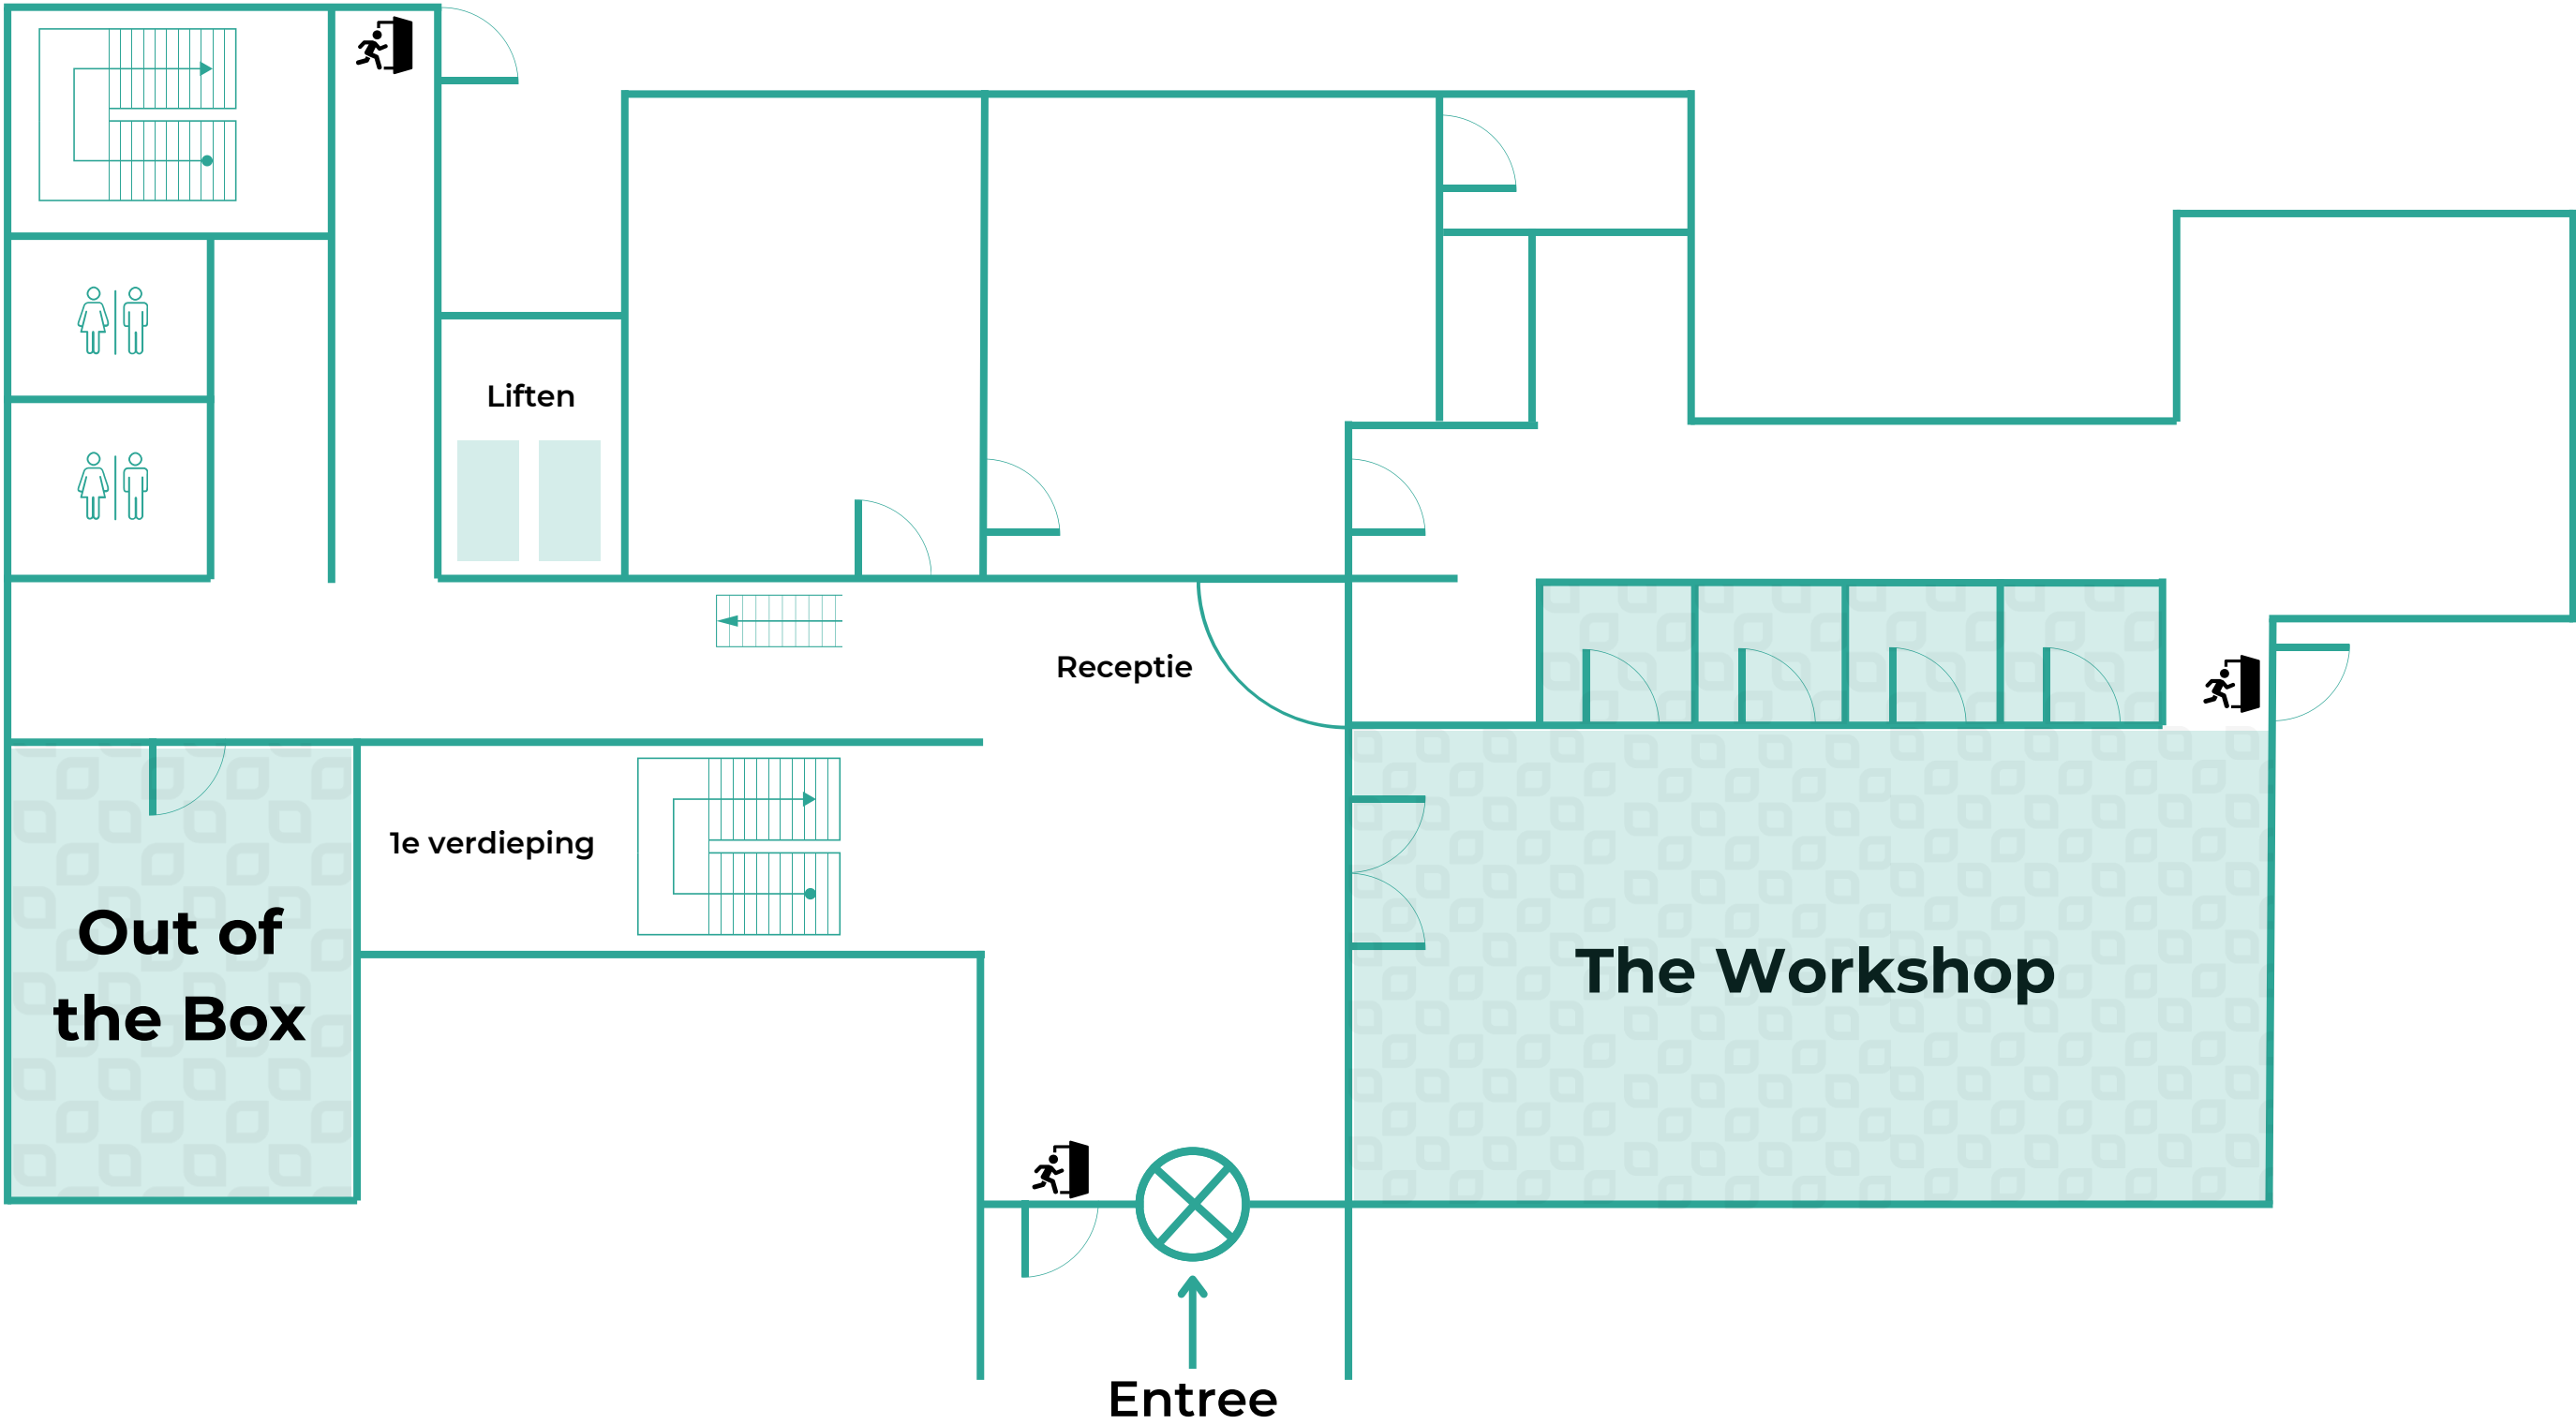 Liften
Receptie
1e verdieping
Out of
the Box
The Workshop
Entree